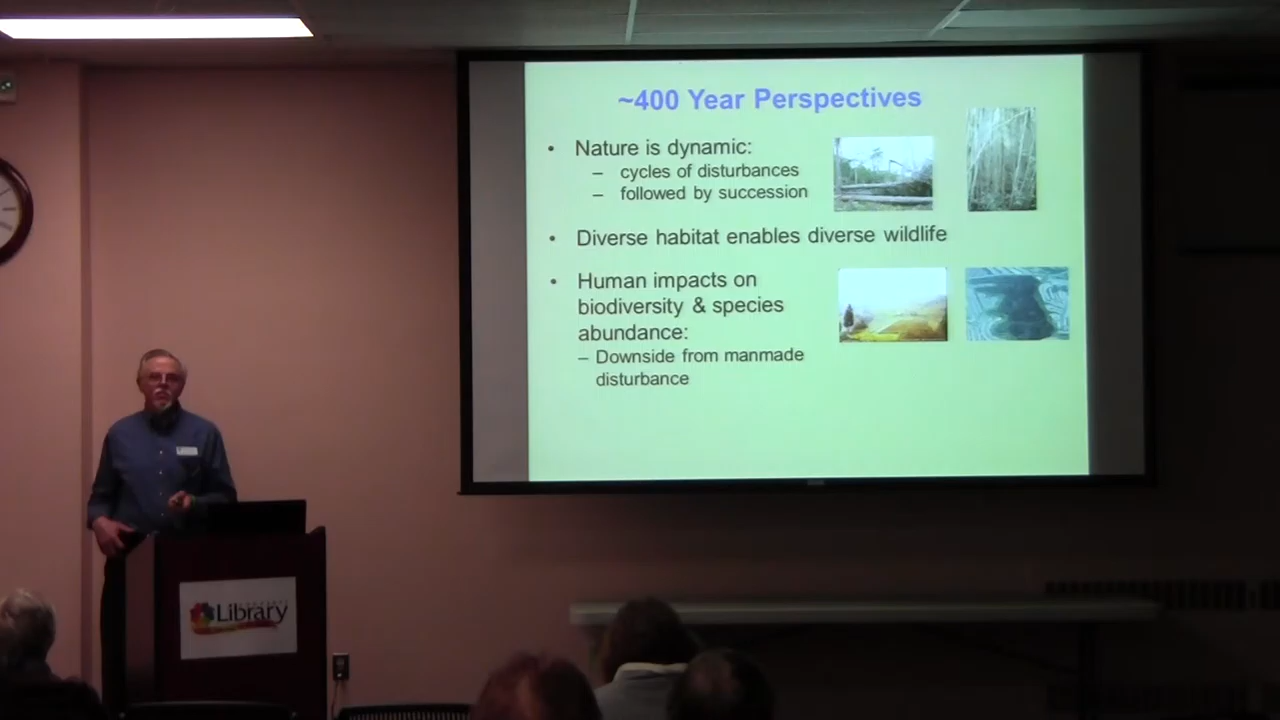 ~400 Year Perspectives
• Nature is dynamic:
– cycles of disturbances
– followed by succession
• Diverse habitat enables diverse wildlife
• Human impacts on
biodiversity & species
abundance:
– Downside from manmade
disturbance
Library